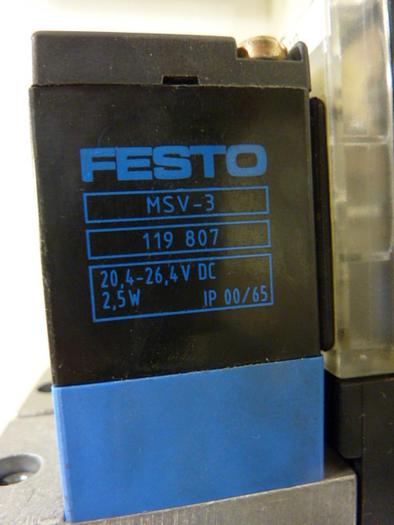 FESTO
MSV-3
119 807
20,4-26,4V DC
2,5W IP 00/65